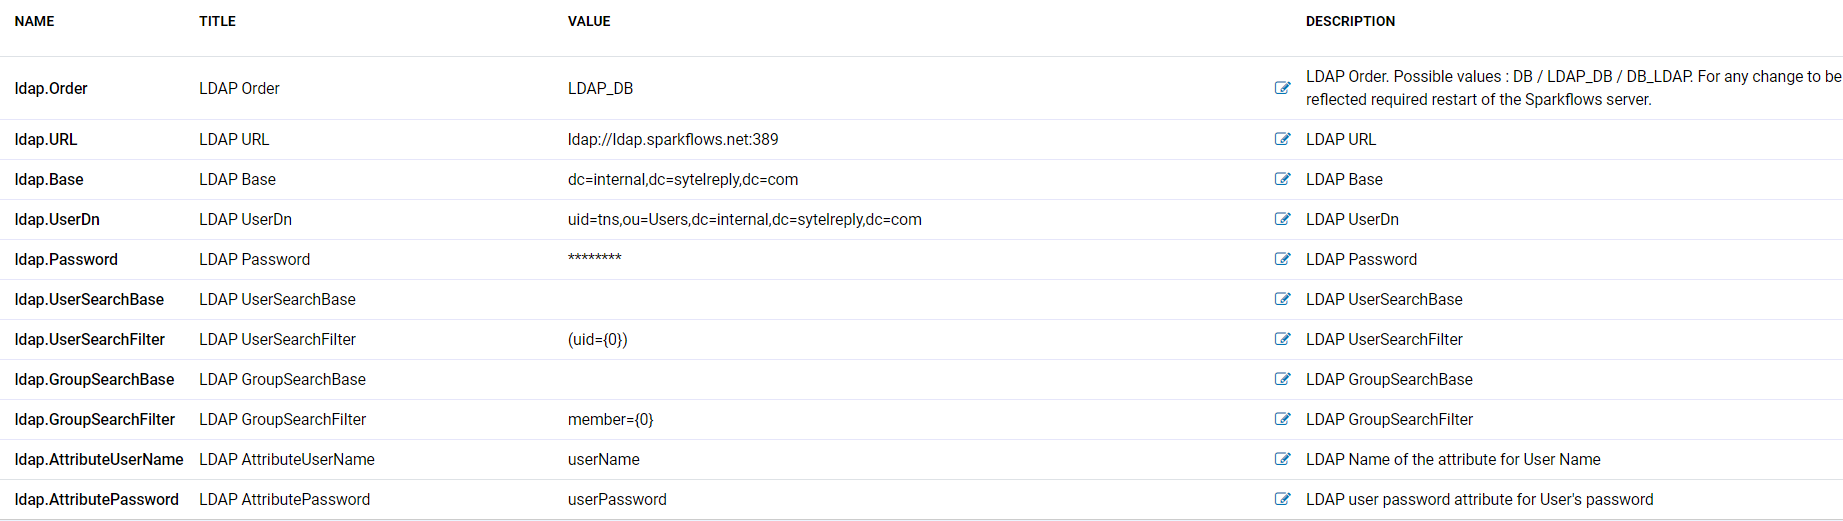 NAME TITLE VALUE DESCRIPTION
ldap.Order LDAP Order LDAP_DB LDAP Order. Possible values : DB / LDAP_DB / DB_LDAP. For any change to be
reflected required restart of the Sparkflows server.
ldap.URL LDAP URL ldap://ldap.sparkflows.net:389 LDAP URL
ldap.Base LDAP Base dc=internal,dc=sytelreply,dc=com LDAP Base
ldap.UserDn LDAP UserDn uid=tns,ou=Users,dc=internal,dc=sytelreply,dc=com LDAP UserDn
ldap.Password LDAP Password ******** LDAP Password
ldap.UserSearchBase LDAP UserSearchBase LDAP UserSearchBase
ldap.UserSearchFilter LDAP UserSearchFilter (uid={0}) LDAP UserSearchFilter
ldap.GroupSearchBase LDAP GroupSearchBase LDAP GroupSearchBase
ldap.GroupSearchFilter LDAP GroupSearchFilter member={0} LDAP GroupSearchFilter
ldap.AttributeUserName LDAP AttributeUserName userName LDAP Name of the attribute for User Name
ldap.AttributePassword LDAP AttributePassword userPassword LDAP user password attribute for User's password